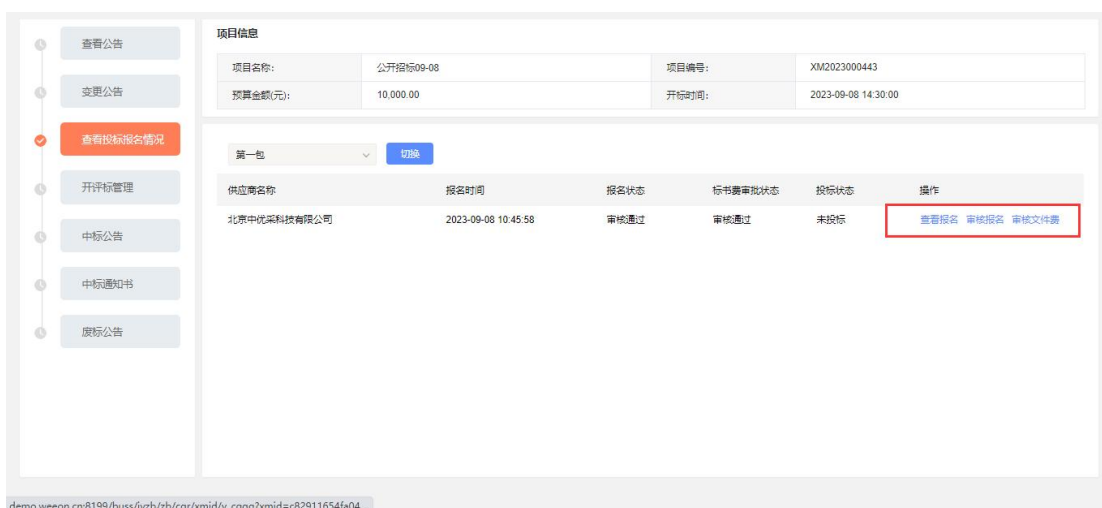 查看公告
变更公告
查看投标报名情况
开评标管理
中标公告
中标通知书
废标公告
项目信息
项目名称: 公开招标09-08 项目编号: XM2023000443
预算金额(元): 10,000.00 开标时间: 2023-09-08 14:30:00
第一包 切换
供应商名称 报名时间 报名状态 标书费审批状态 投标状态 操作
北京中优采科技有限公司 2023-09-08 10:45:58 审核通过 审核通过 未投标 查看报名 审核报名 审核文件费